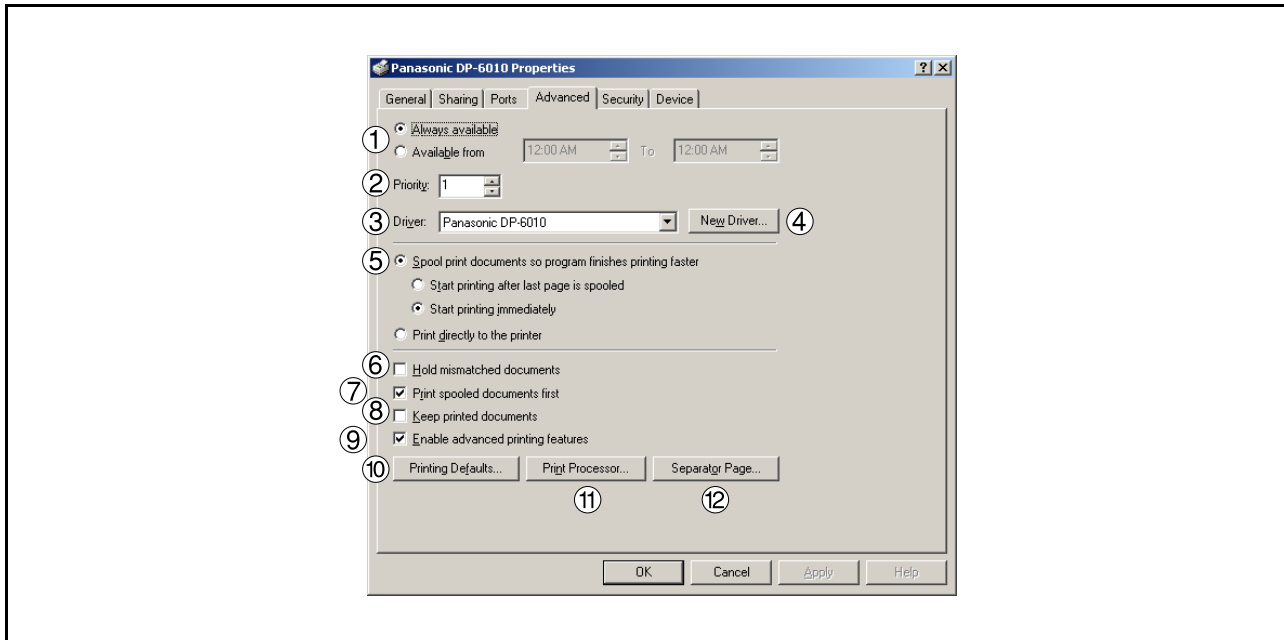 Panasonic DP-6010 Properties
General Sharing Ports Advanced Security Device
① Always available
Available from 12:00 AM To 12:00 AM
② Priority: 1
③ Driver: Panasonic DP-6010 New Driver... ④
⑤ Spool print documents so program finishes printing faster
Start printing after last page is spooled
Start printing immediately
Print directly to the printer
⑥ Hold mismatched documents
⑦ Print spooled documents first
⑧ Keep printed documents
⑨ Enable advanced printing features
⑩ Printing Defaults... Print Processor... Separator Page...
⑪ ⑫
OK Cancel Apply Help